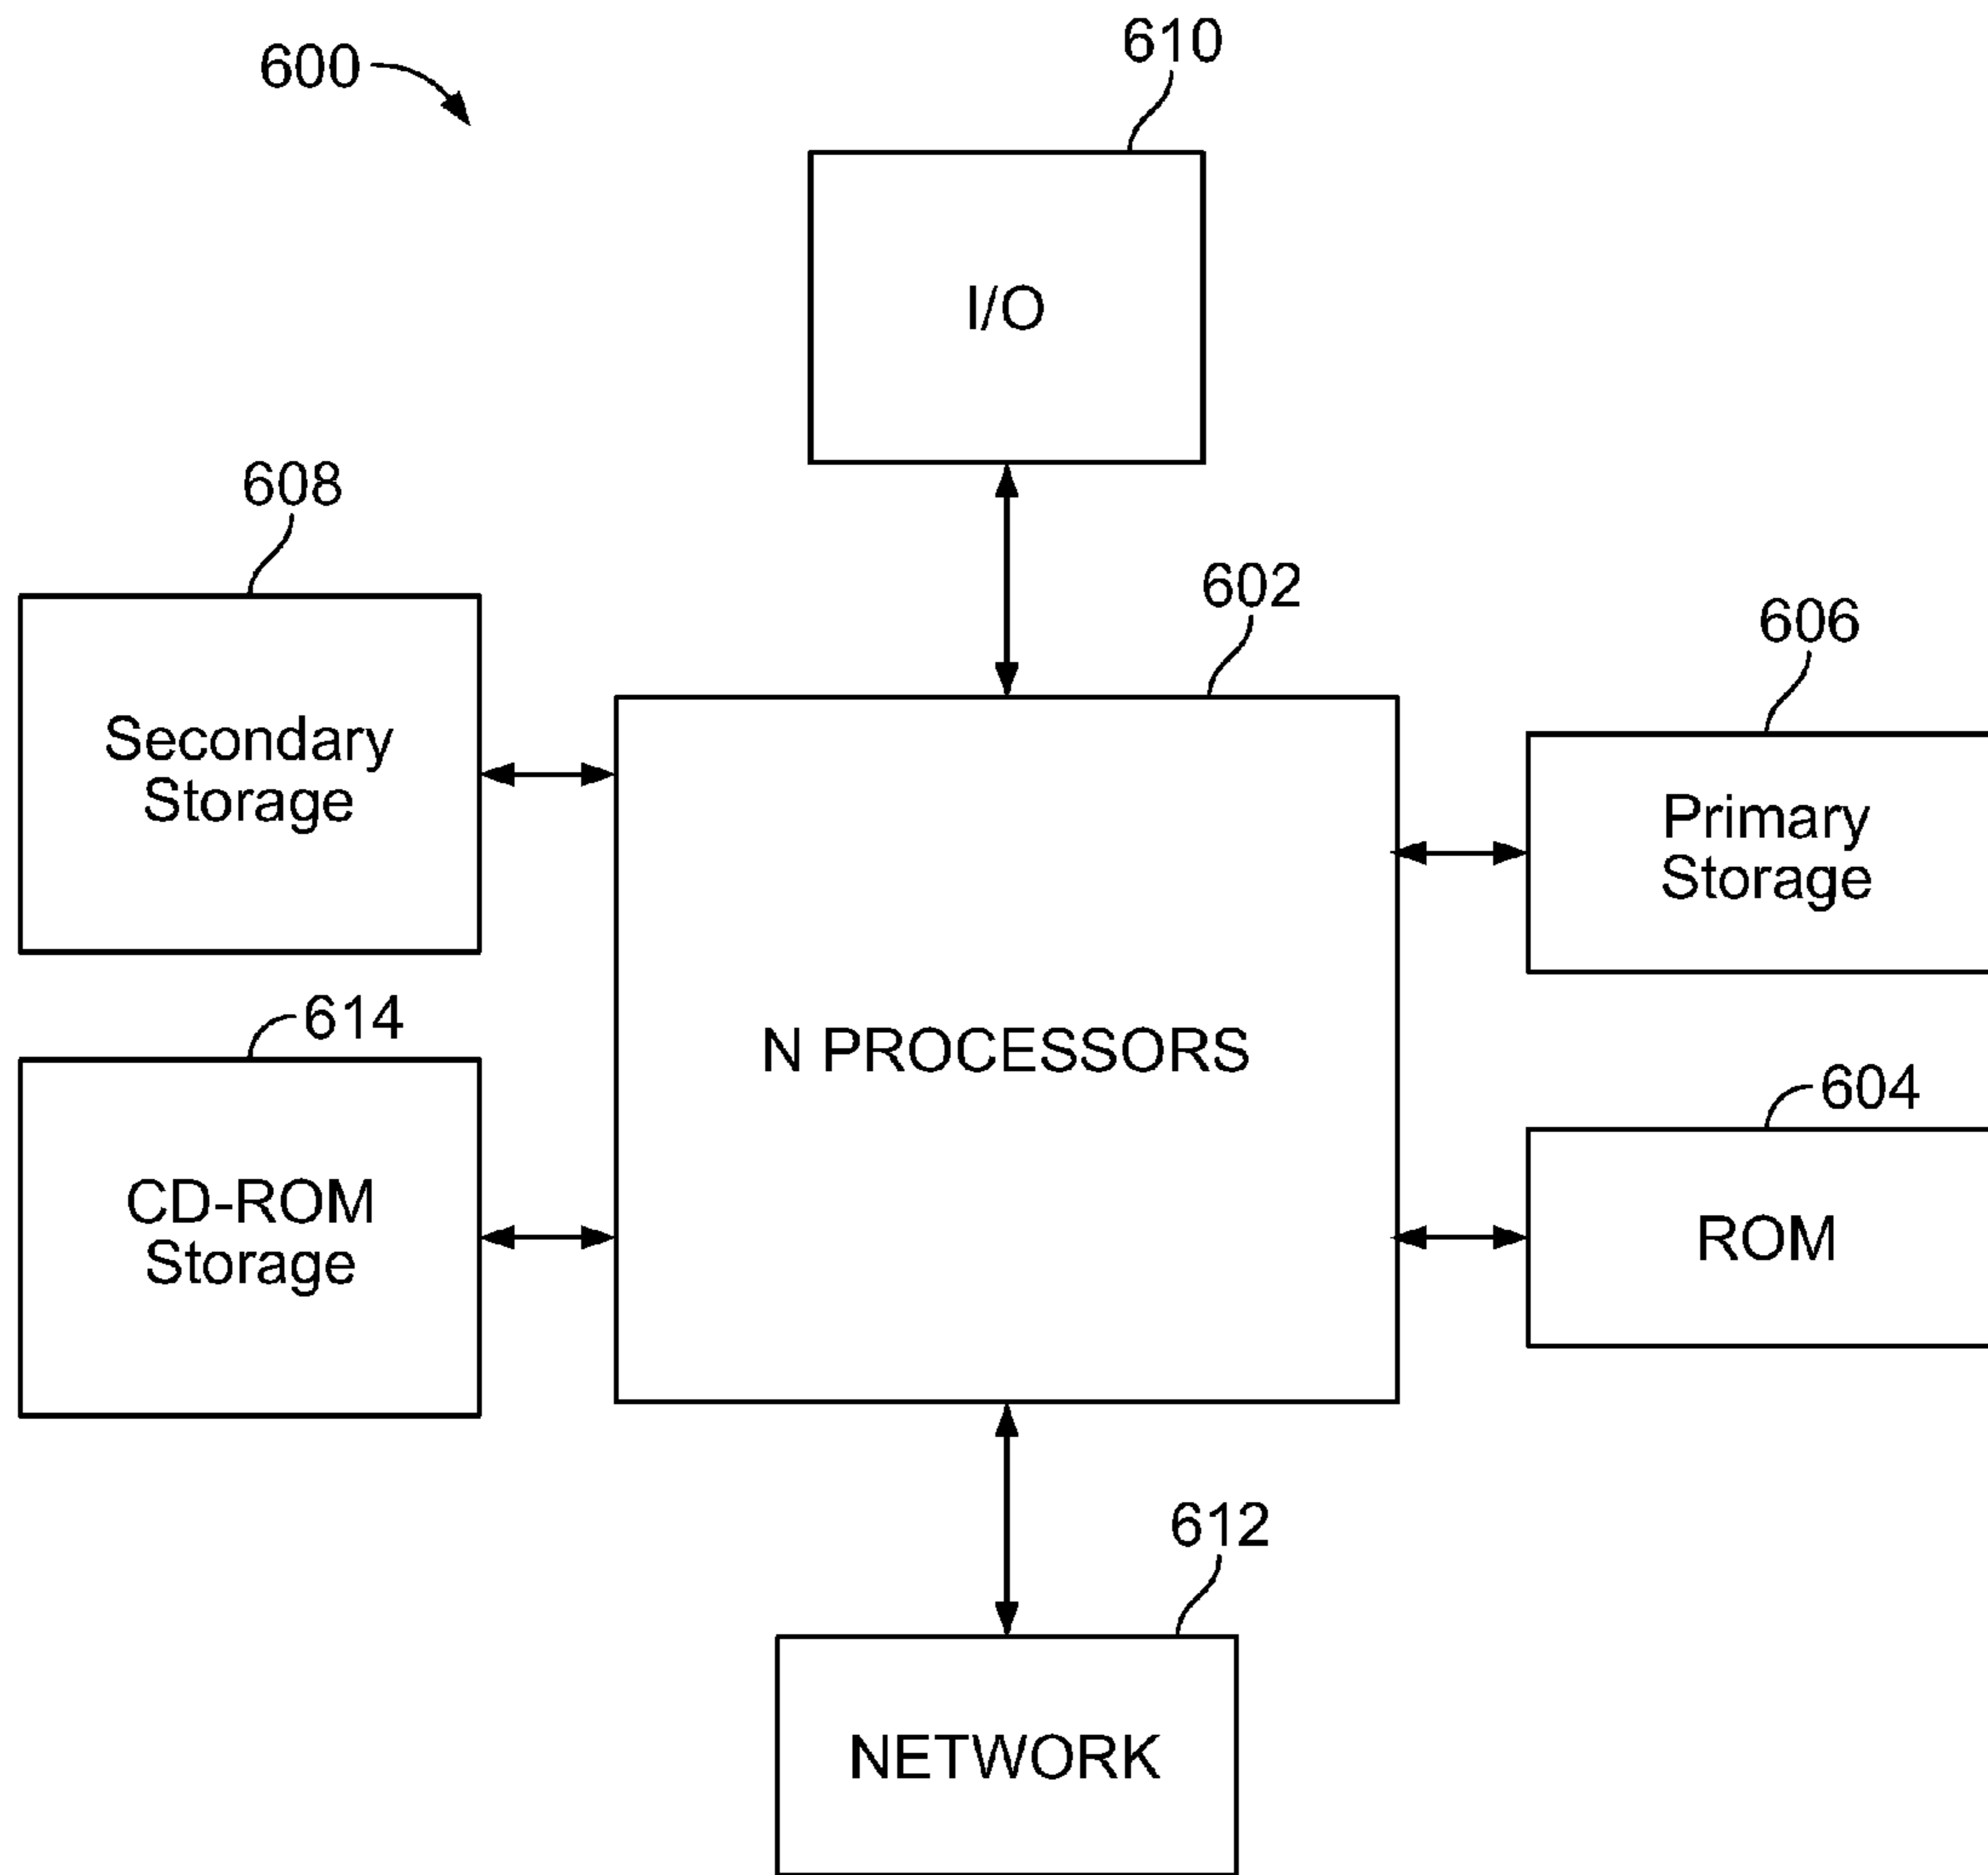 600
610
I/O
608
602
606
Secondary
Storage
Primary
Storage
614
N PROCESSORS
604
CD-ROM
Storage
ROM
612
NETWORK